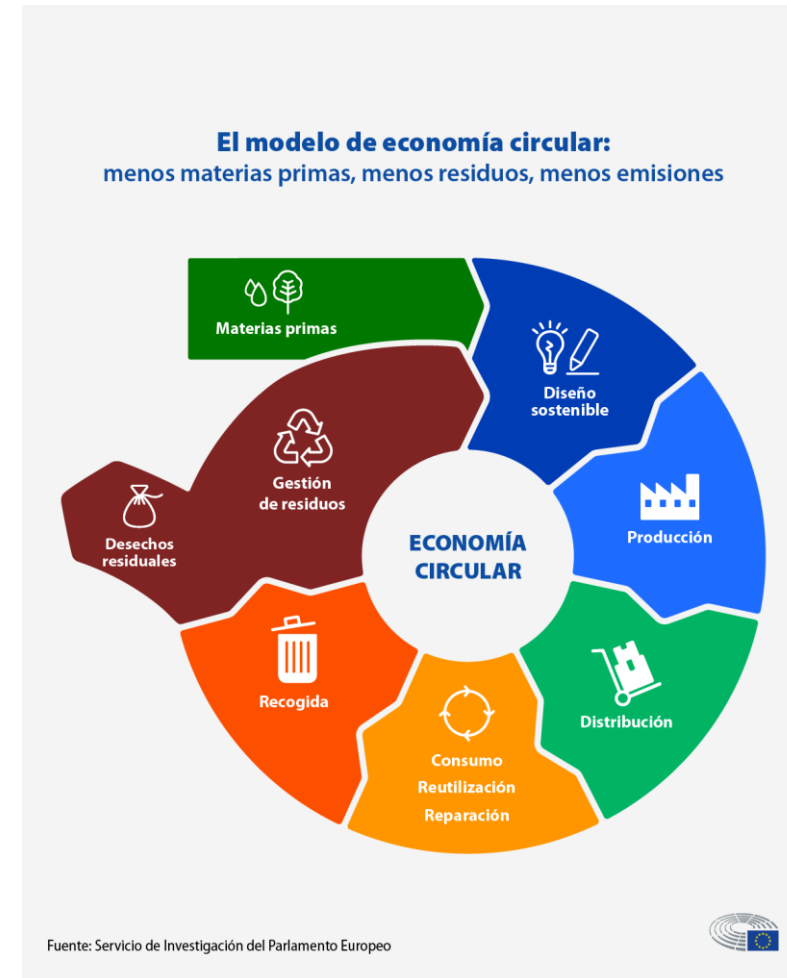 El modelo de economía circular:
menos materias primas, menos residuos, menos emisiones
Materias primas
Diseño
sostenible
Producción
Distribución
Consumo
Reutilización
Reparación
Recogida
Gestión
de residuos
Desechos
residuales
ECONOMÍA
CIRCULAR
Fuente: Servicio de Investigación del Parlamento Europeo